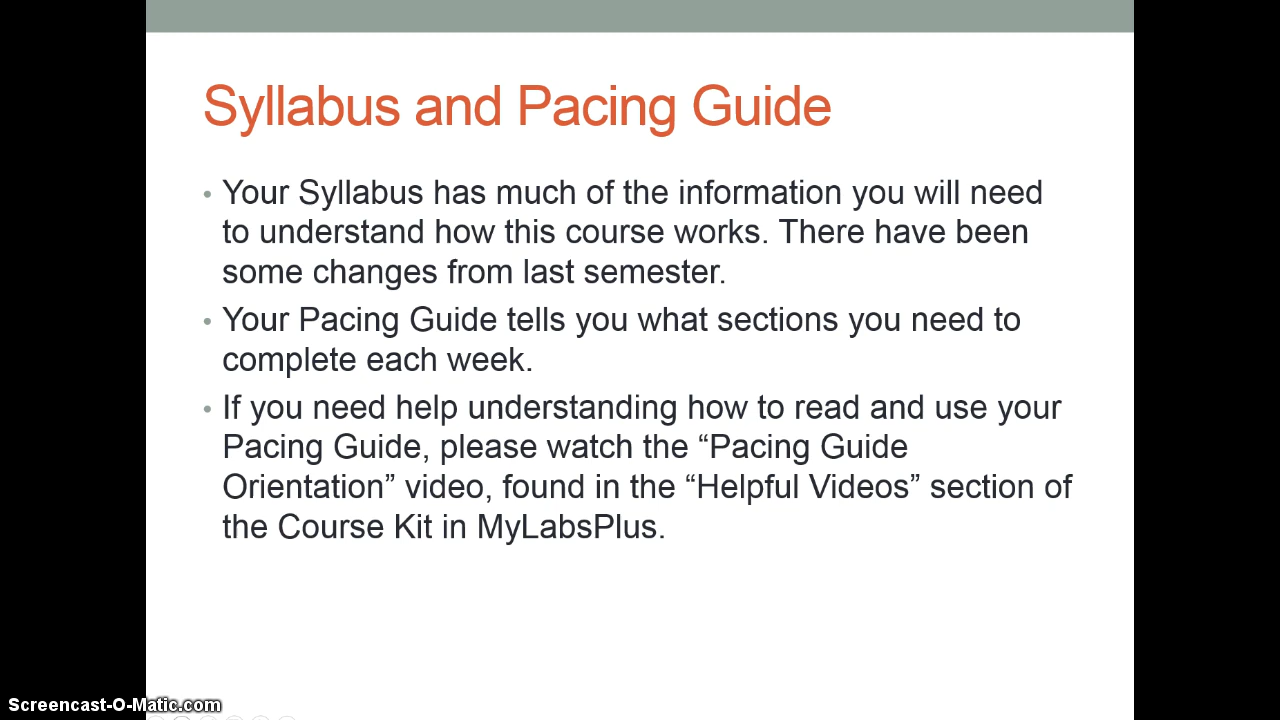 Syllabus and Pacing Guide
• Your Syllabus has much of the information you will need
to understand how this course works. There have been
some changes from last semester.
• Your Pacing Guide tells you what sections you need to
complete each week.
• If you need help understanding how to read and use your
Pacing Guide, please watch the “Pacing Guide
Orientation” video, found in the “Helpful Videos” section of
the Course Kit in MyLabsPlus.
Screencast-O-Matic.com